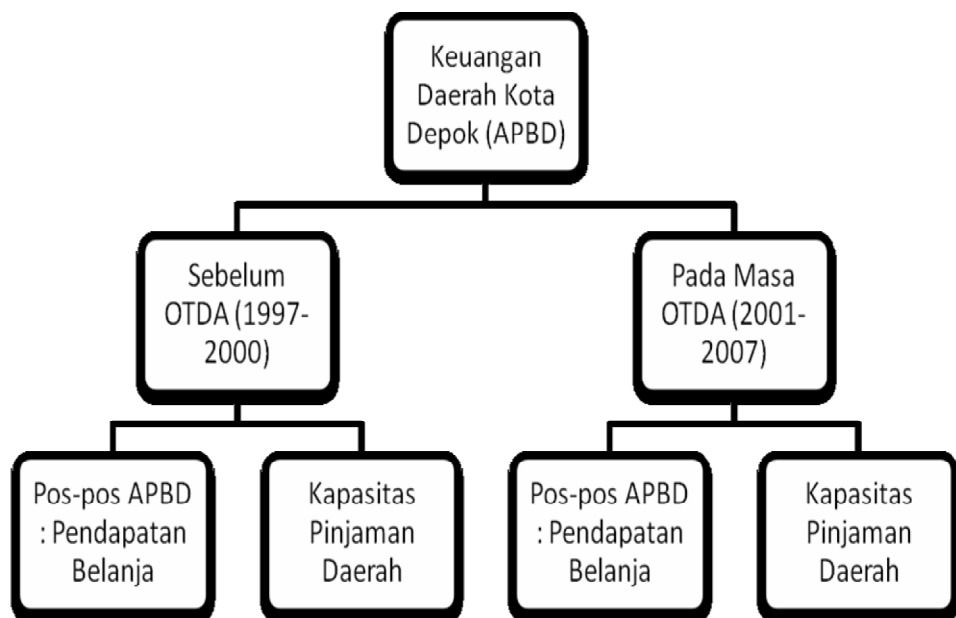 Keuangan
Daerah Kota
Depok (APBD)
Sebelum
OTDA (1997-
2000)
Pada Masa
OTDA (2001-
2007)
Pos-pos APBD
: Pendapatan
Belanja
Kapasitas
Pinjaman
Daerah
Pos-pos APBD
: Pendapatan
Belanja
Kapasitas
Pinjaman
Daerah